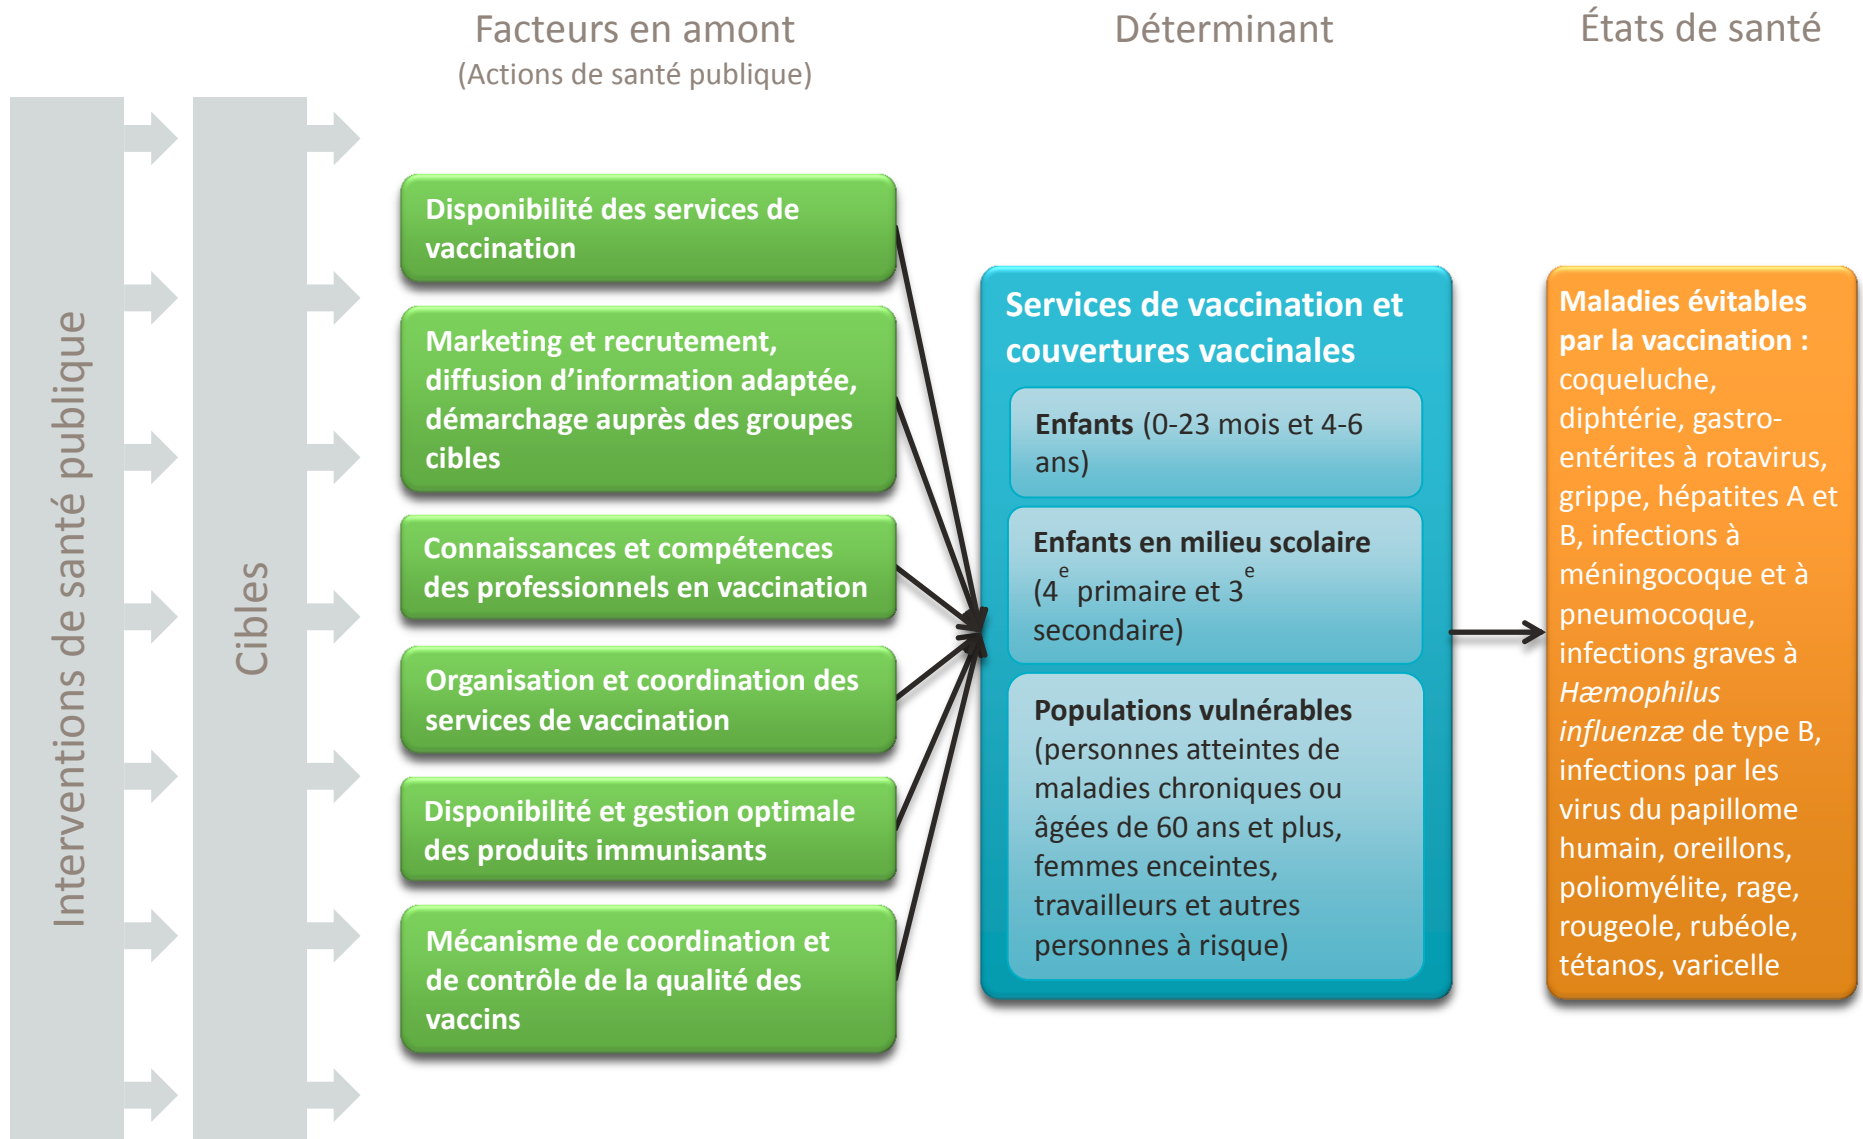 Facteurs en amont
(Actions de santé publique)
Déterminant
États de santé
Interventions de santé publique
Cibles
Disponibilité des services de
vaccination
Marketing et recrutement,
diffusion d’information adaptée,
démarchage auprès des groupes
cibles
Connaissances et compétences
des professionnels en vaccination
Organisation et coordination des
services de vaccination
Disponibilité et gestion optimale
des produits immunisants
Mécanisme de coordination et
de contrôle de la qualité des
vaccins
Services de vaccination et
couvertures vaccinales
Enfants (0-23 mois et 4-6
ans)
Enfants en milieu scolaire
(4e primaire et 3e
secondaire)
Populations vulnérables
(personnes atteintes de
maladies chroniques ou
âgées de 60 ans et plus,
femmes enceintes,
travailleurs et autres
personnes à risque)
Maladies évitables
par la vaccination :
coqueluche,
diphtérie, gastro-
entérites à rotavirus,
grippe, hépatites A et
B, infections à
méningocoque et à
pneumocoque,
infections graves à
Hæmophilus
influenzæ de type B,
infections par les
virus du papillome
humain, oreillons,
poliomyélite, rage,
rougeole, rubéole,
tétanos, varicelle